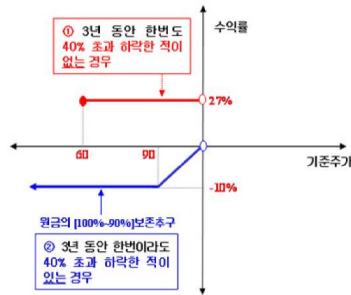 수익률
① 3년 동안 한번도
40% 초과 하락한 적이
없는 경우
27%
60
90
기준주가
-10%
원금의 [100%~90%]보존추구
② 3년 동안 한번이라도
40% 초과 하락한 적이
있는 경우